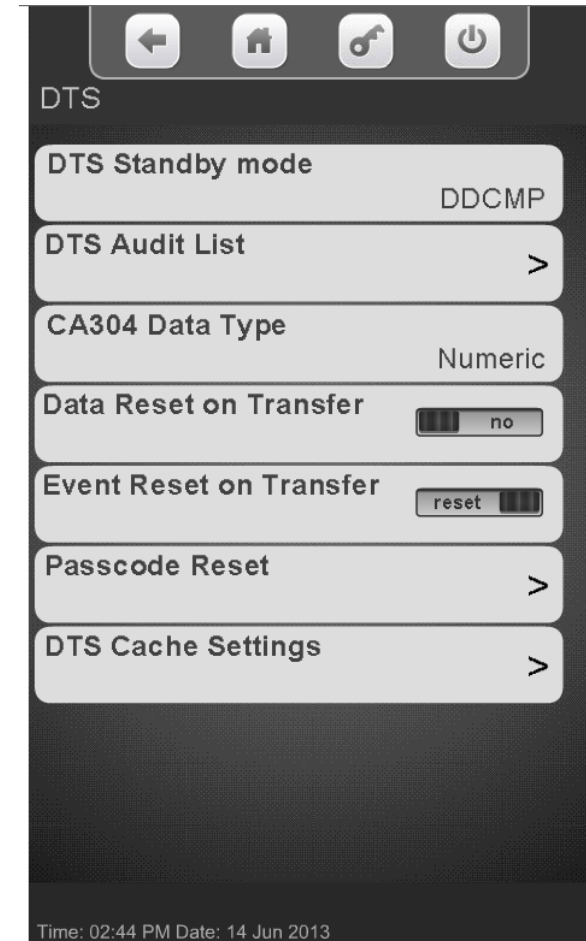 DTS
DTS Standby mode
DDCMP
DTS Audit List
>
CA304 Data Type
Numeric
Data Reset on Transfer
no
Event Reset on Transfer
reset
Passcode Reset
>
DTS Cache Settings
>
Time: 02:44 PM Date: 14 Jun 2013